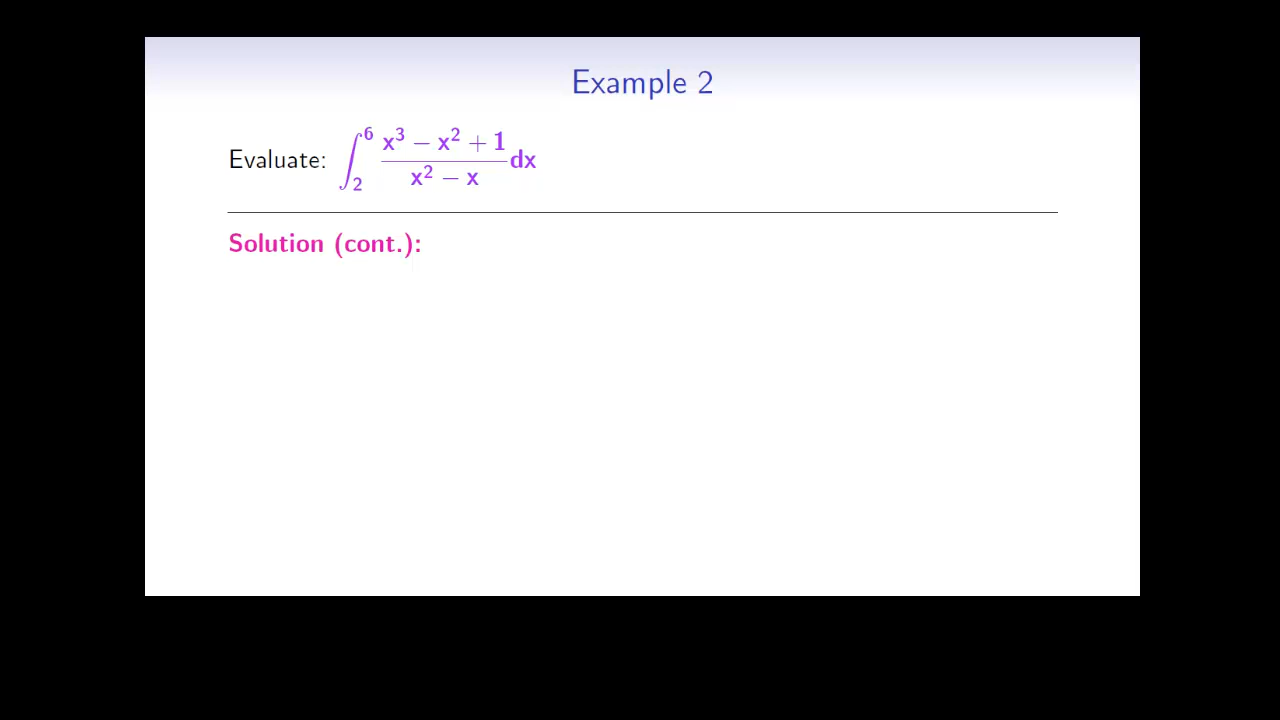 Example 2
Evaluate: ∫₂⁶ (x³ − x² + 1)/(x² − x) dx
Solution (cont.):